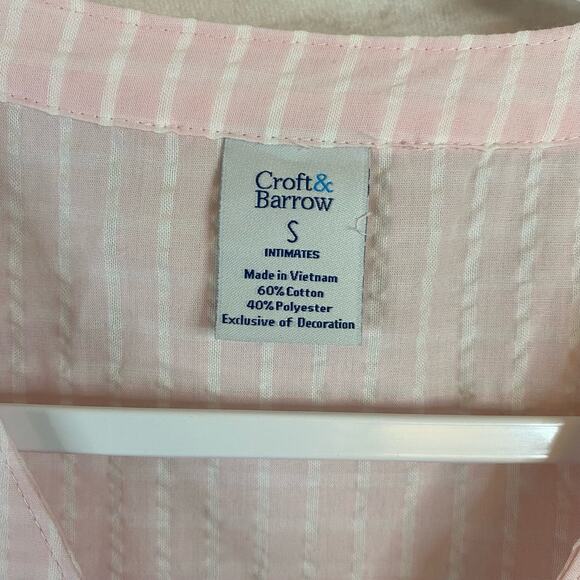 Croft&
Barrow
S
INTIMATES
Made in Vietnam
60% Cotton
40% Polyester
Exclusive of Decoration